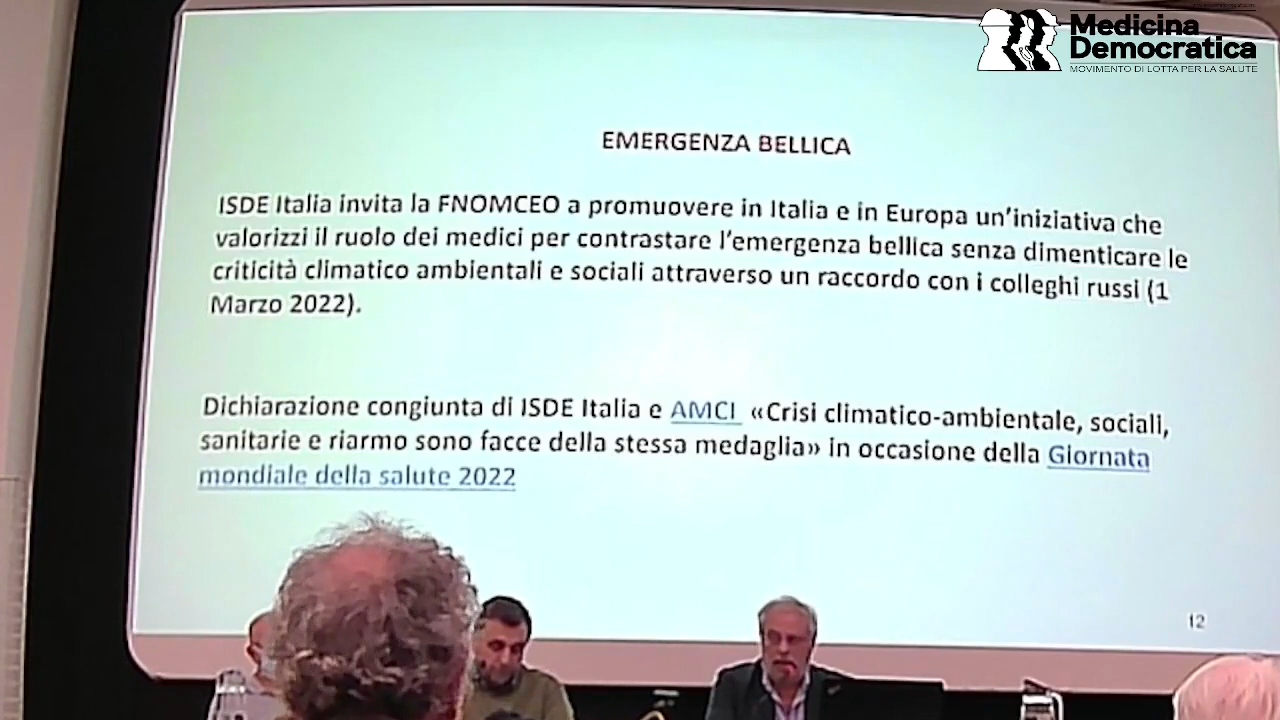 Medicina
Democratica
MOVIMENTO DI LOTTA PER LA SALUTE
EMERGENZA BELLICA
ISDE Italia invita la FNOMCEO a promuovere in Italia e in Europa un'iniziativa che
valorizzi il ruolo dei medici per contrastare l'emergenza bellica senza dimenticare le
criticità climatico ambientali e sociali attraverso un raccordo con i colleghi russi (1
Marzo 2022).
Dichiarazione congiunta di ISDE Italia e AMCI «Crisi climatico-ambientale, sociali,
sanitarie e riarmo sono facce della stessa medaglia» in occasione della Giornata
mondiale della salute 2022
12